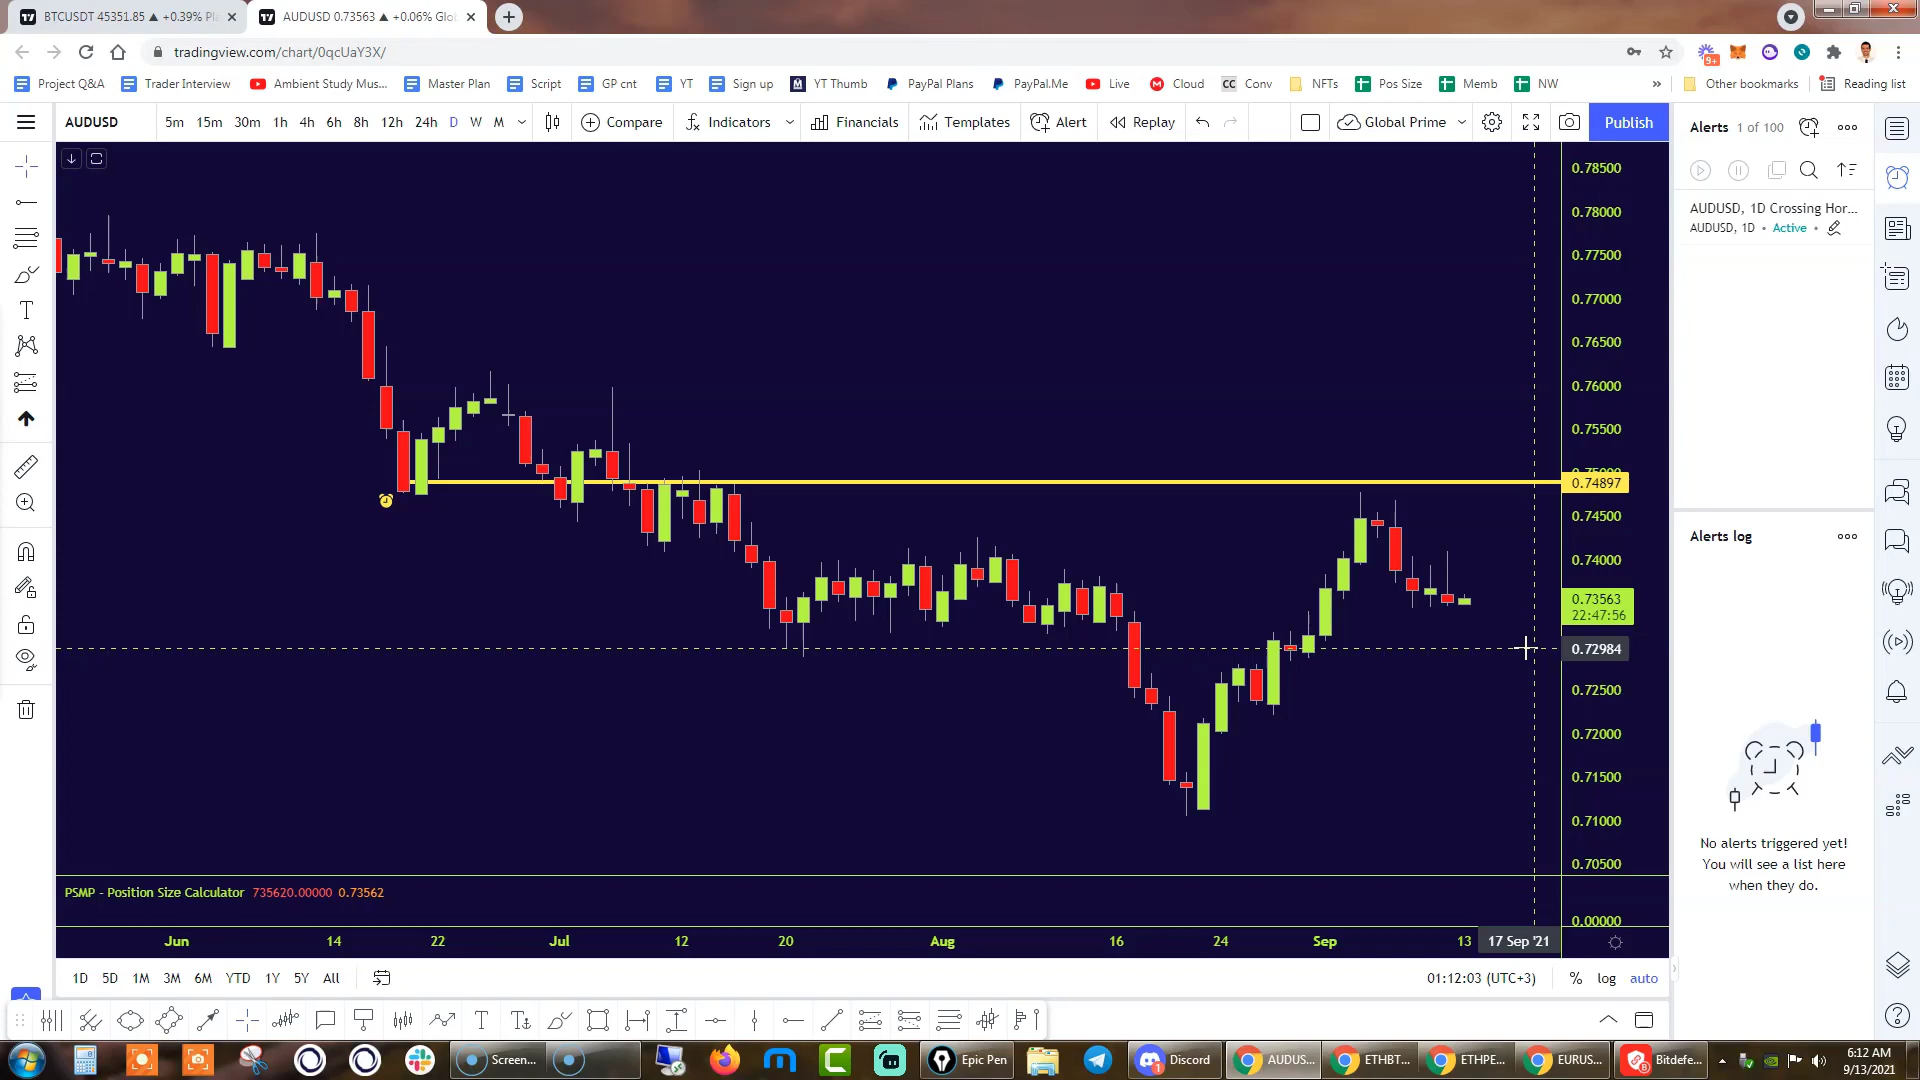 BTCUSDT 45351.85 ▲ +0.39%
AUDUSD 0.73563 ▲ +0.06% Glo
tradingview.com/chart/0qcUaY3X/
9+
Project Q&A
Trader Interview
Ambient Study Mus...
Master Plan
Script
GP cnt
YT
Sign up
YT Thumb
PayPal Plans
PayPal.Me
Live
Cloud
CC Conv
NFTs
Pos Size
Memb
NW
»
Other bookmarks
Reading list
AUDUSD
5m 15m 30m 1h 4h 6h 8h 12h 24h D W M
Compare
Indicators
Financials
Templates
Alert
Replay
Global Prime
Publish
Alerts 1 of 100
AUDUSD, 1D Crossing Hor...
AUDUSD, 1D • Active •
0.78500
0.78000
0.77500
0.77000
0.76500
0.76000
0.75500
0.74897
0.74500
0.74000
0.73563
22:47:56
0.72984
0.72500
0.72000
0.71500
0.71000
0.70500
0.00000
Alerts log
No alerts triggered yet!
You will see a list here
when they do.
PSMP - Position Size Calculator 735620.00000 0.73562
Jun 14 22 Jul 12 20 Aug 16 24 Sep 13 17 Sep '21
1D 5D 1M 3M 6M YTD 1Y 5Y All
01:12:03 (UTC+3) % log auto
Screen...
Epic Pen
Discord
AUDUS...
ETHBT...
ETHPE...
EURUS...
Bitdefe...
6:12 AM
9/13/2021